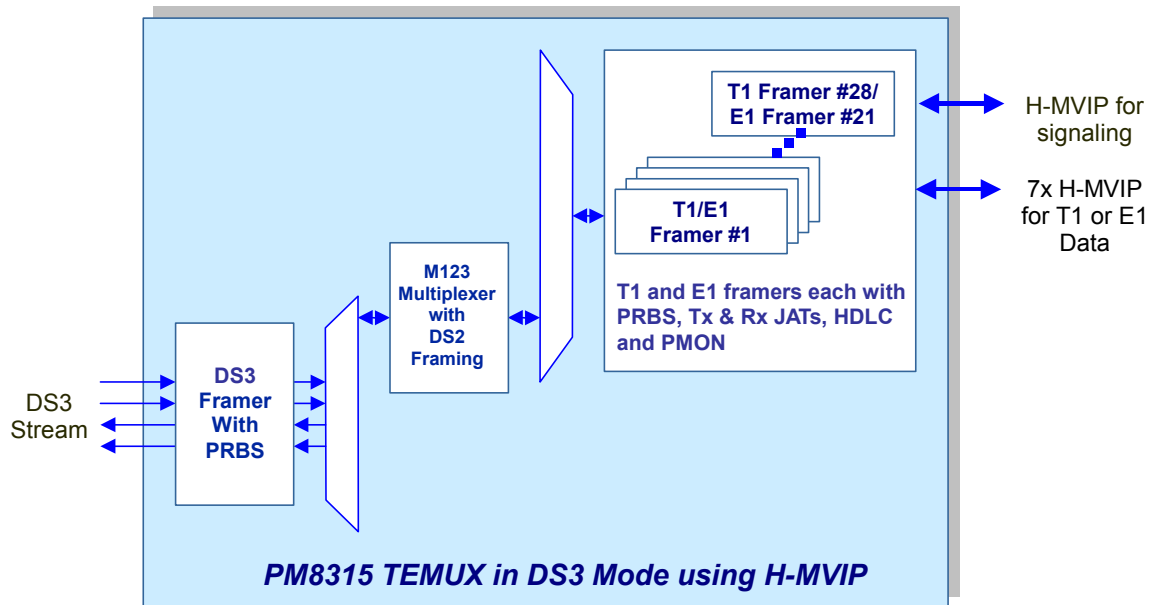 T1 Framer #28/
E1 Framer #21
H-MVIP for
signaling
T1/E1
Framer #1
7x H-MVIP
for T1 or E1
Data
M123
Multiplexer
with
DS2
Framing
T1 and E1 framers each with
PRBS, Tx & Rx JATs, HDLC
and PMON
DS3
Stream
DS3
Framer
With
PRBS
PM8315 TEMUX in DS3 Mode using H-MVIP